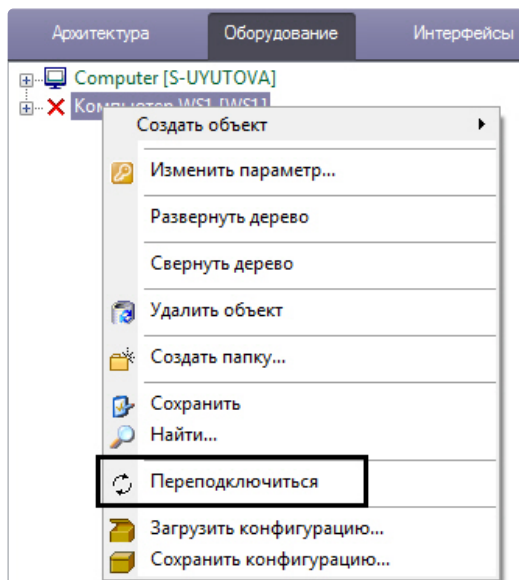 Архитектура Оборудование Интерфейсы
Computer [S-UYUTOVA]
Компьютер WS1 [WS1]
Создать объект
Изменить параметр...
Развернуть дерево
Свернуть дерево
Удалить объект
Создать папку...
Сохранить
Найти...
Переподключиться
Загрузить конфигурацию...
Сохранить конфигурацию...